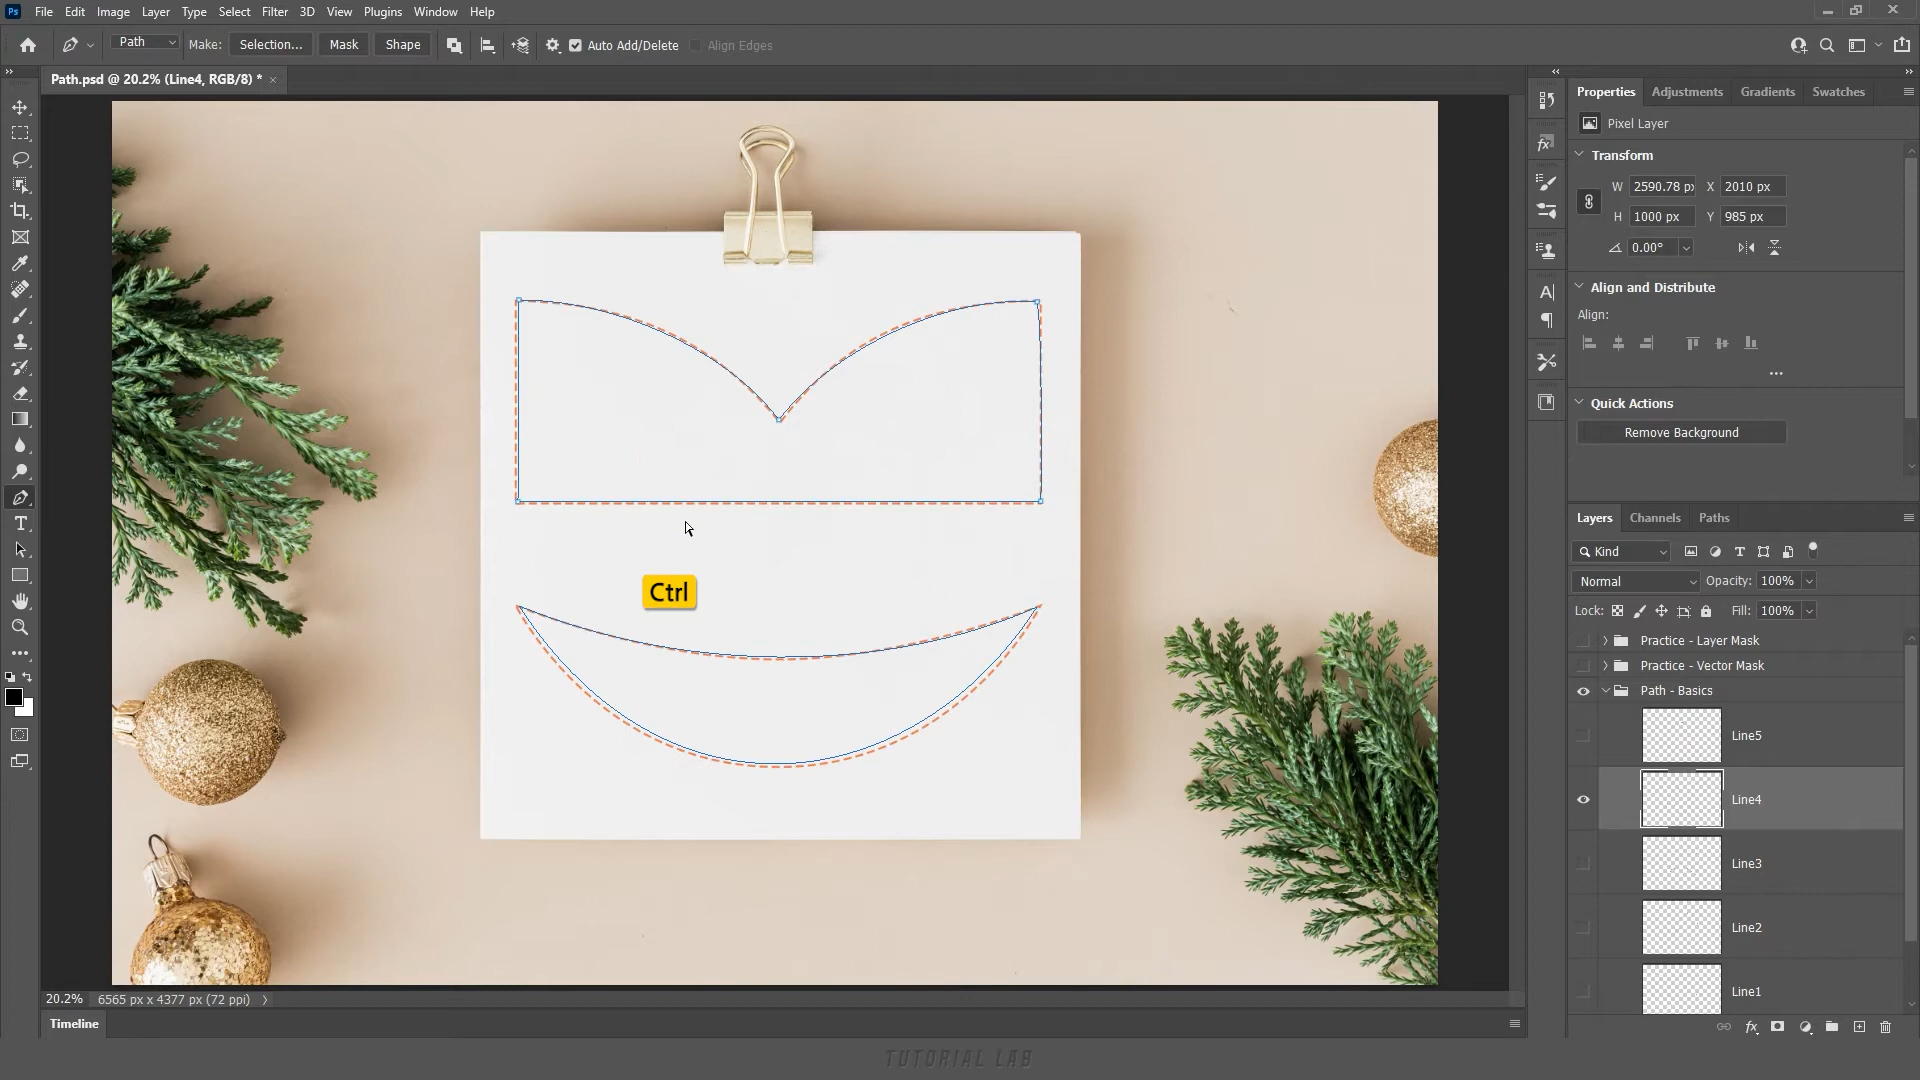 Ps File Edit Image Layer Type Select Filter 3D View Plugins Window Help
Path Make: Selection... Mask Shape Auto Add/Delete Align Edges
Path.psd @ 20.2% (Line4, RGB/8) *
Properties Adjustments Gradients Swatches
Pixel Layer
Transform
W 2590.78 px X 2010 px
H 1000 px Y 985 px
0.00°
Align and Distribute
Align:
Quick Actions
Remove Background
Ctrl
Layers Channels Paths
Kind
Normal Opacity: 100%
Lock: Fill: 100%
Practice - Layer Mask
Practice - Vector Mask
Path - Basics
Line5
Line4
Line3
Line2
Line1
20.2% 6565 px x 4377 px (72 ppi)
Timeline
TUTORIAL LAB